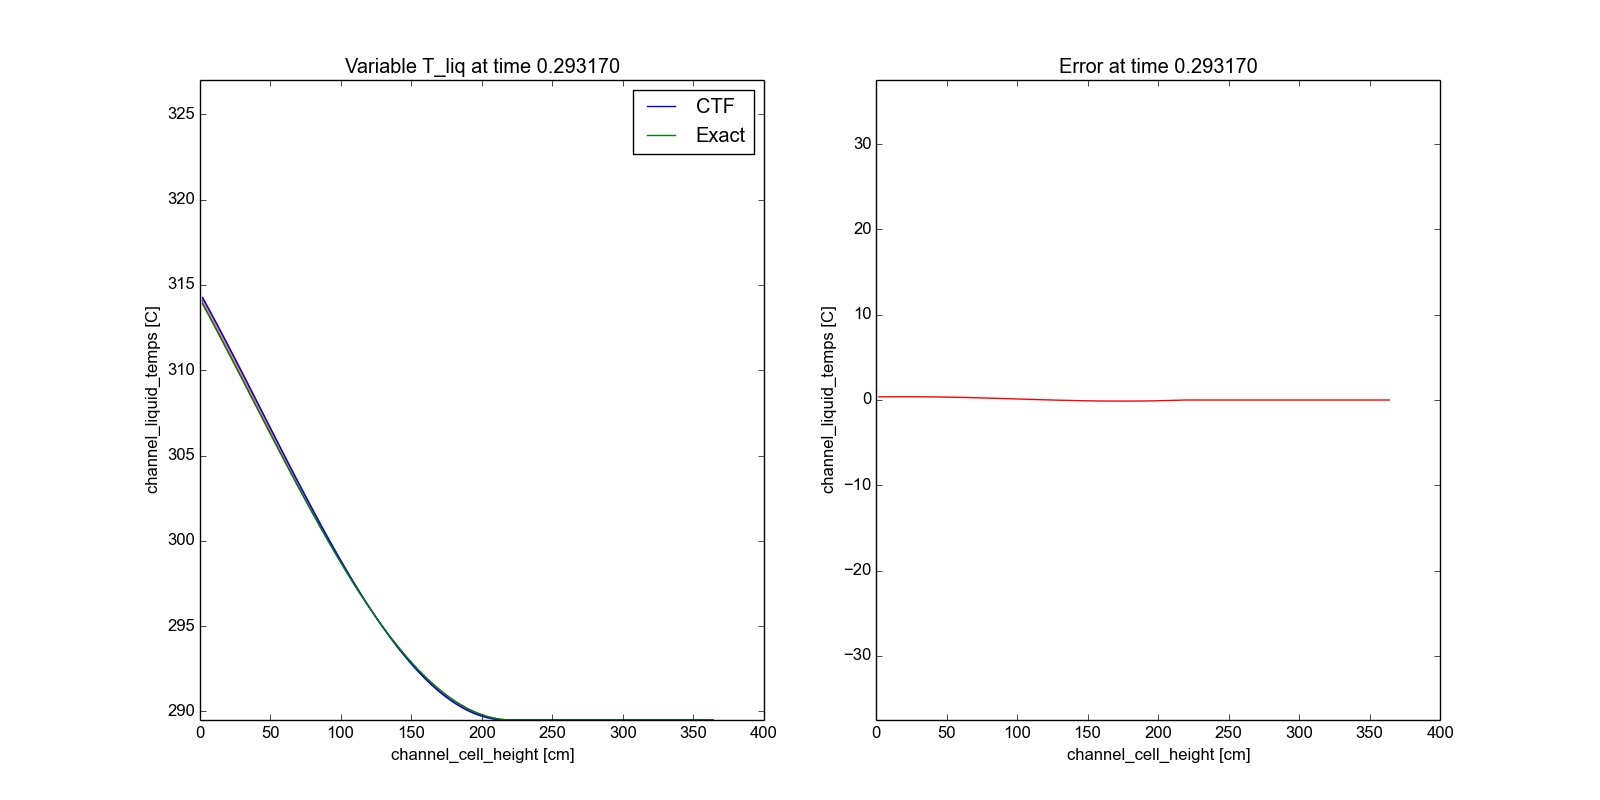 Variable T_liq at time 0.293170
CTF
Exact
325
320
315
310
305
300
295
290
0 50 100 150 200 250 300 350 400
channel_liquid_temps [C]
channel_cell_height [cm]
Error at time 0.293170
30
20
10
0
−10
−20
−30
0 50 100 150 200 250 300 350 400
channel_liquid_temps [C]
channel_cell_height [cm]